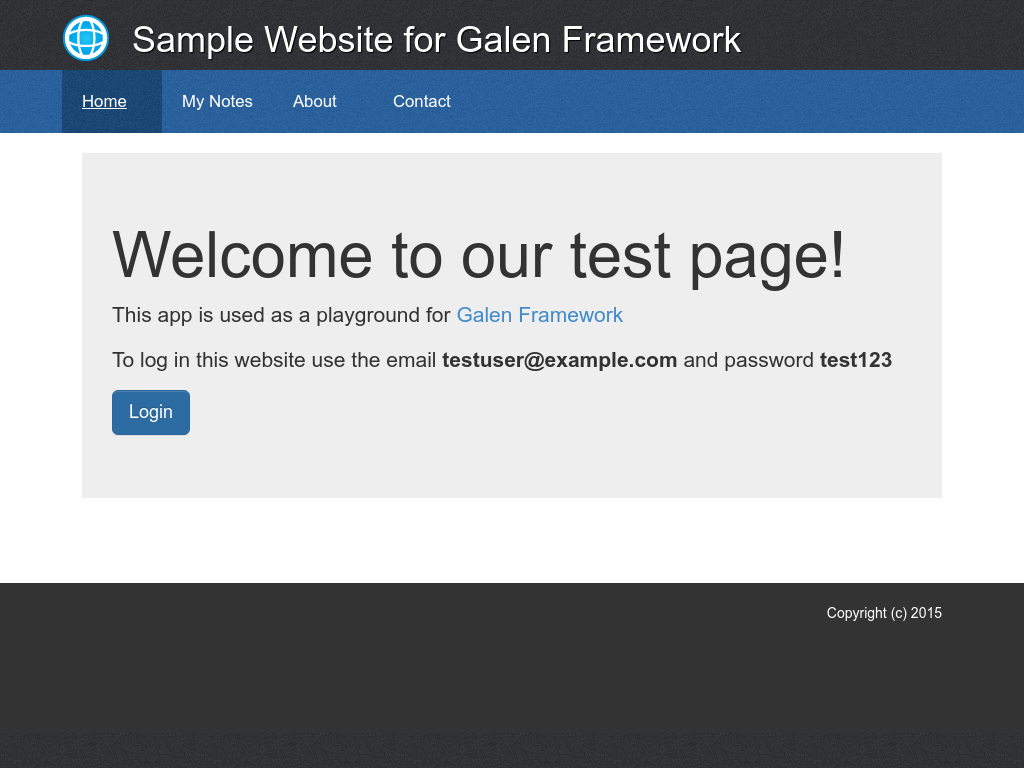 Sample Website for Galen Framework
Home My Notes About Contact
Welcome to our test page!
This app is used as a playground for Galen Framework
To log in this website use the email testuser@example.com and password test123
Login
Copyright (c) 2015